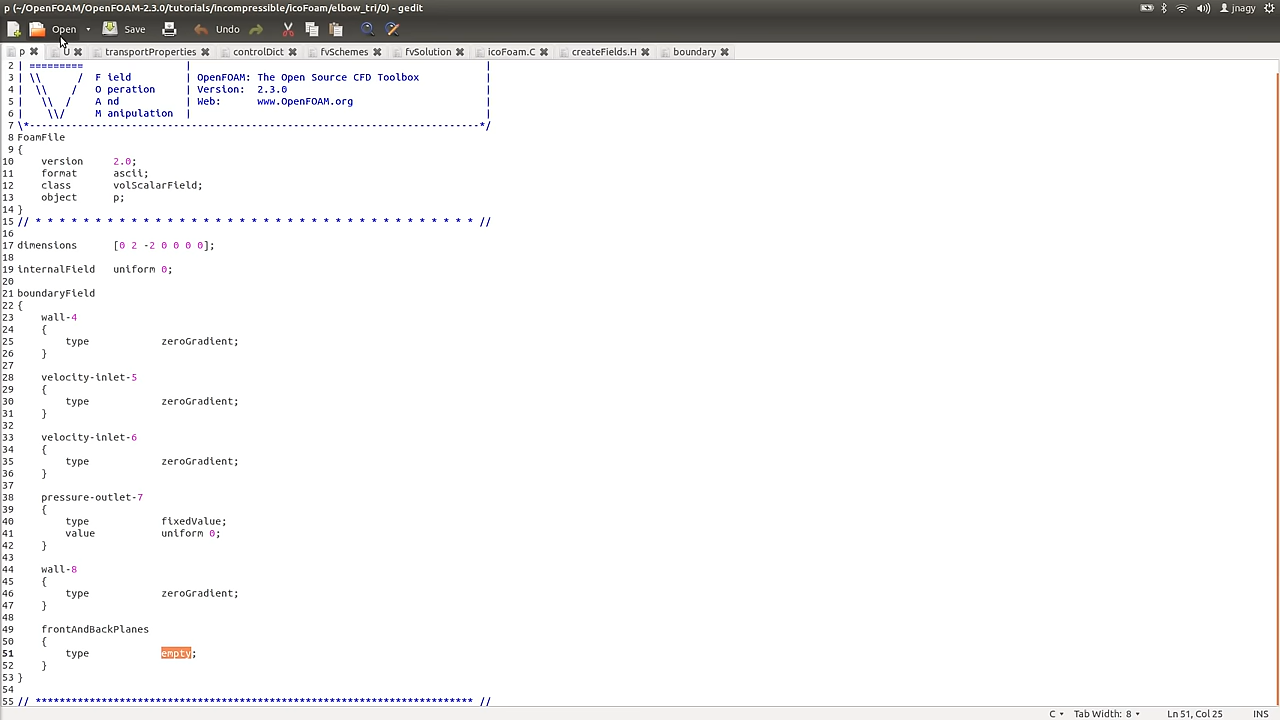 p (~/OpenFOAM/OpenFOAM-2.3.0/tutorials/incompressible/icoFoam/elbow_tri/0) - gedit
jnagy
Open Save Undo
p U transportProperties controlDict fvSchemes fvSolution icoFoam.C createFields.H boundary
2 | ========= | |
3 | \\ / F ield | OpenFOAM: The Open Source CFD Toolbox |
4 | \\ / O peration | Version: 2.3.0 |
5 | \\ / A nd | Web: www.OpenFOAM.org |
6 | \\/ M anipulation | |
7 \*---------------------------------------------------------------------------*/
8 FoamFile
9 {
10 version 2.0;
11 format ascii;
12 class volScalarField;
13 object p;
14 }
15 // * * * * * * * * * * * * * * * * * * * * * * * * * * * * * * * * * * * * * //
16
17 dimensions [0 2 -2 0 0 0 0];
18
19 internalField uniform 0;
20
21 boundaryField
22 {
23 wall-4
24 {
25 type zeroGradient;
26 }
27
28 velocity-inlet-5
29 {
30 type zeroGradient;
31 }
32
33 velocity-inlet-6
34 {
35 type zeroGradient;
36 }
37
38 pressure-outlet-7
39 {
40 type fixedValue;
41 value uniform 0;
42 }
43
44 wall-8
45 {
46 type zeroGradient;
47 }
48
49 frontAndBackPlanes
50 {
51 type empty;
52 }
53 }
54
55 // ************************************************************************* //
C Tab Width: 8 Ln 51, Col 25 INS